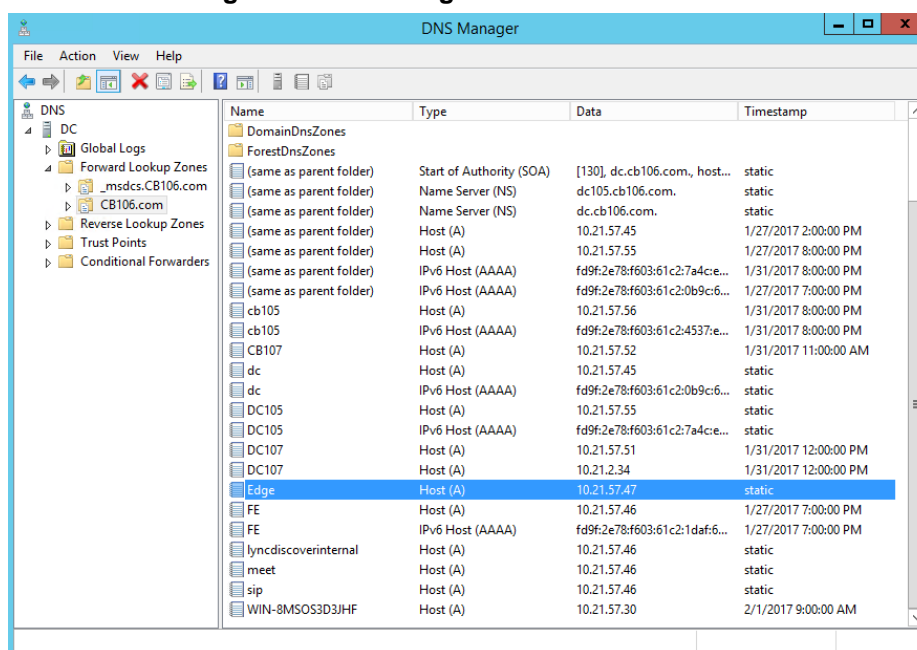 DNS Manager
File Action View Help
DNS
DC
Global Logs
Forward Lookup Zones
_msdcs.CB106.com
CB106.com
Reverse Lookup Zones
Trust Points
Conditional Forwarders
Name Type Data Timestamp
DomainDnsZones
ForestDnsZones
(same as parent folder) Start of Authority (SOA) [130], dc.cb106.com., host... static
(same as parent folder) Name Server (NS) dc105.cb106.com. static
(same as parent folder) Name Server (NS) dc.cb106.com. static
(same as parent folder) Host (A) 10.21.57.45 1/27/2017 2:00:00 PM
(same as parent folder) Host (A) 10.21.57.55 1/27/2017 8:00:00 PM
(same as parent folder) IPv6 Host (AAAA) fd9f:2e78:f603:61c2:7a4c:e... 1/31/2017 8:00:00 PM
(same as parent folder) IPv6 Host (AAAA) fd9f:2e78:f603:61c2:0b9c:6... 1/27/2017 7:00:00 PM
cb105 Host (A) 10.21.57.56 1/31/2017 8:00:00 PM
cb105 IPv6 Host (AAAA) fd9f:2e78:f603:61c2:4537:e... 1/31/2017 8:00:00 PM
CB107 Host (A) 10.21.57.52 1/31/2017 11:00:00 AM
dc Host (A) 10.21.57.45 static
dc IPv6 Host (AAAA) fd9f:2e78:f603:61c2:0b9c:6... static
DC105 Host (A) 10.21.57.55 static
DC105 IPv6 Host (AAAA) fd9f:2e78:f603:61c2:7a4c:e... static
DC107 Host (A) 10.21.57.51 1/31/2017 12:00:00 PM
DC107 Host (A) 10.21.2.34 1/31/2017 12:00:00 PM
Edge Host (A) 10.21.57.47 static
FE Host (A) 10.21.57.46 1/27/2017 7:00:00 PM
FE IPv6 Host (AAAA) fd9f:2e78:f603:61c2:1daf:6... 1/27/2017 7:00:00 PM
lyncdiscoverinternal Host (A) 10.21.57.46 static
meet Host (A) 10.21.57.46 static
sip Host (A) 10.21.57.46 static
WIN-8MSOS3D3JHF Host (A) 10.21.57.30 2/1/2017 9:00:00 AM